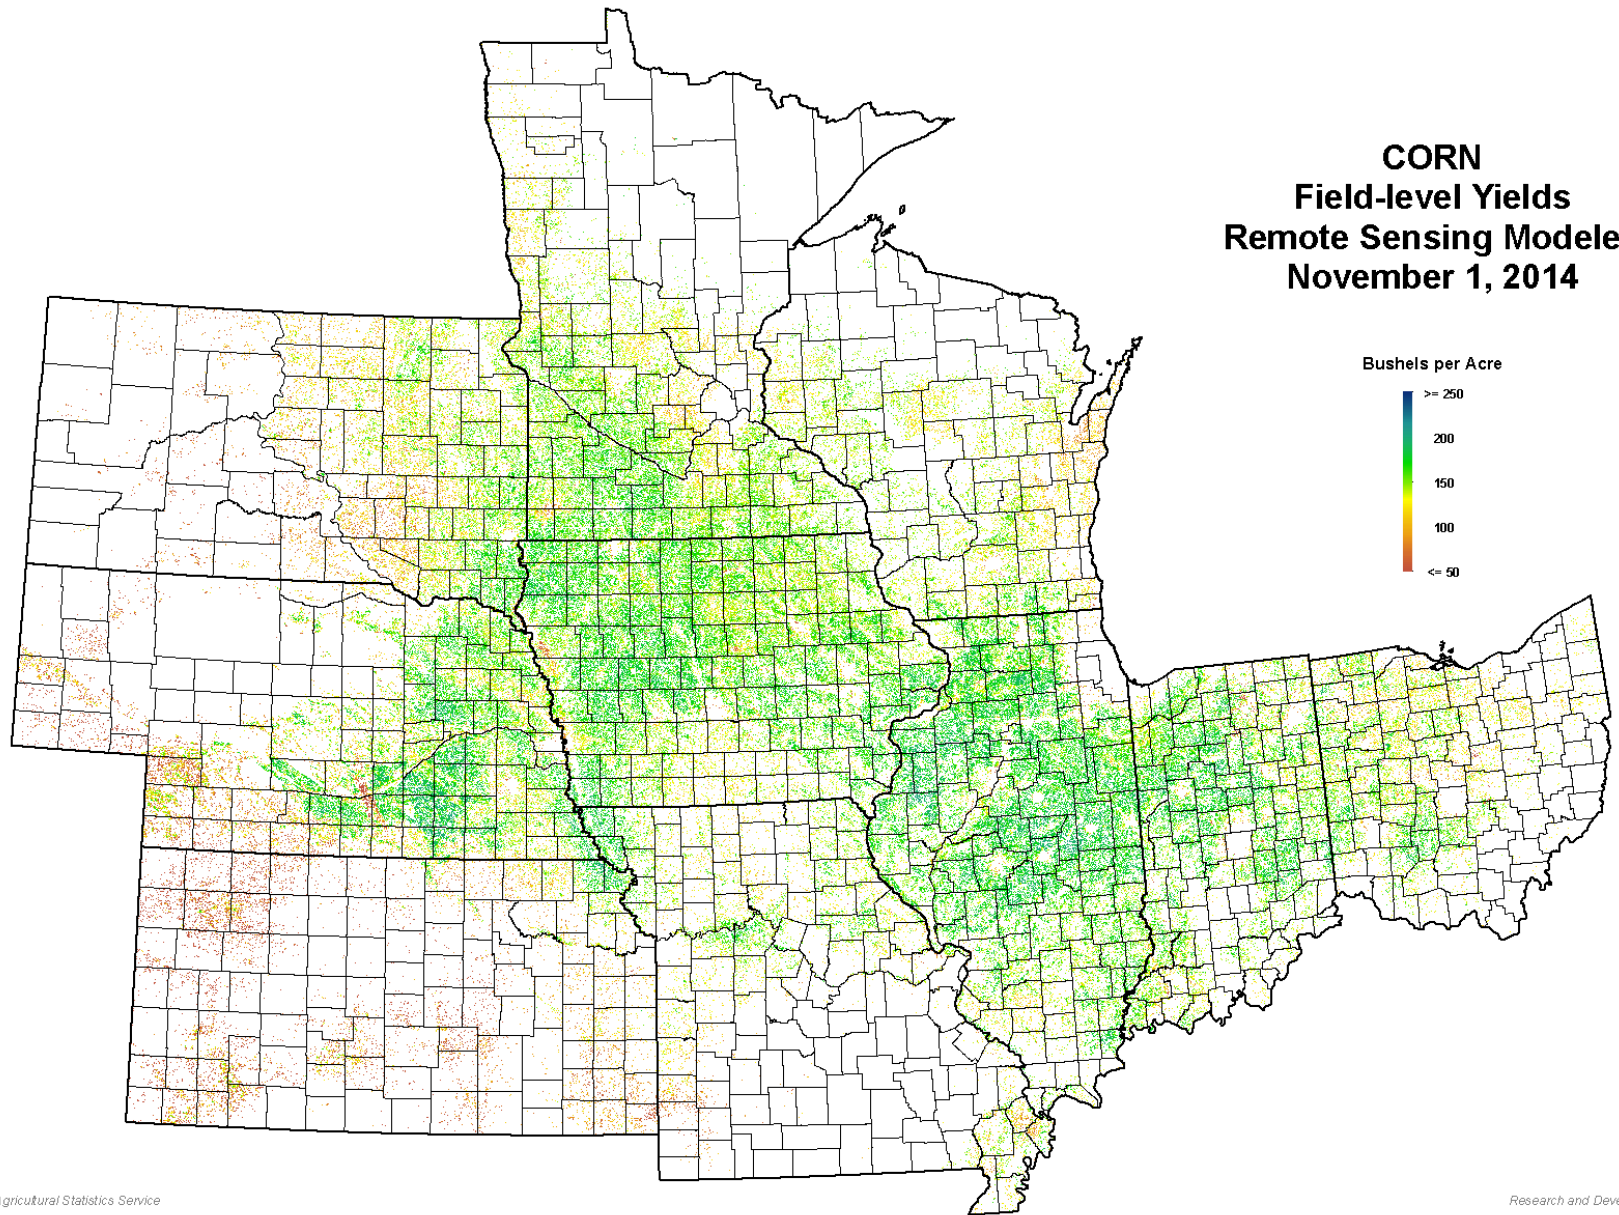 CORN
Field-level Yields
Remote Sensing Modele
November 1, 2014
Bushels per Acre
>= 250
200
150
100
<= 50
gricultural Statistics Service
Research and Deve